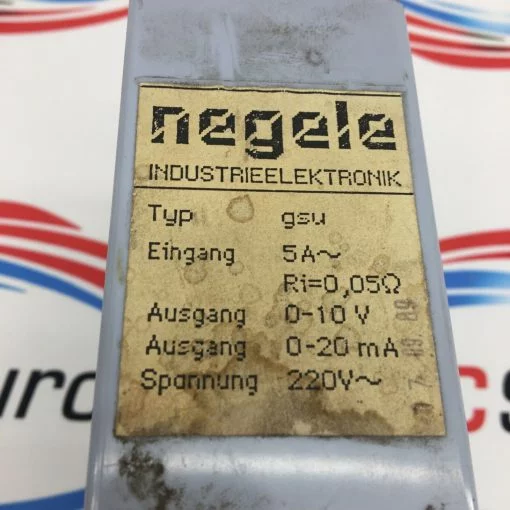 negele
INDUSTRIEELEKTRONIK
Typ gsu
Eingang 5A~
Ri=0,05Ω
Ausgang 0-10 V
Ausgang 0-20 mA
Spannung 220V~